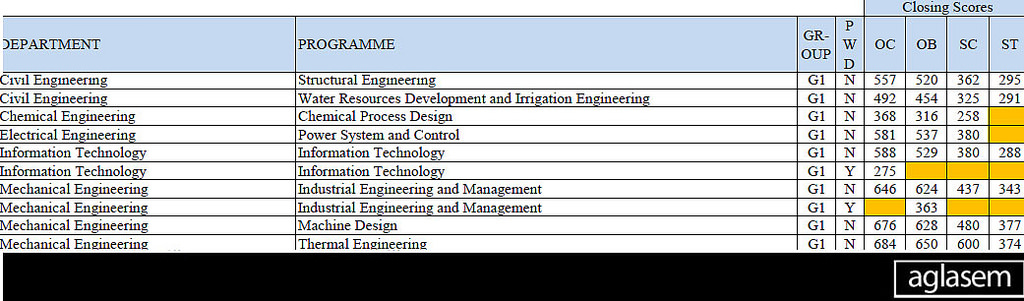 Closing Scores
DEPARTMENT PROGRAMME GR-OUP P W D OC OB SC ST
Civil Engineering Structural Engineering G1 N 557 520 362 295
Civil Engineering Water Resources Development and Irrigation Engineering G1 N 492 454 325 291
Chemical Engineering Chemical Process Design G1 N 368 316 258
Electrical Engineering Power System and Control G1 N 581 537 380
Information Technology Information Technology G1 N 588 529 380 288
Information Technology Information Technology G1 Y 275
Mechanical Engineering Industrial Engineering and Management G1 N 646 624 437 343
Mechanical Engineering Industrial Engineering and Management G1 Y 363
Mechanical Engineering Machine Design G1 N 676 628 480 377
Mechanical Engineering Thermal Engineering G1 N 684 650 600 374
aglasem